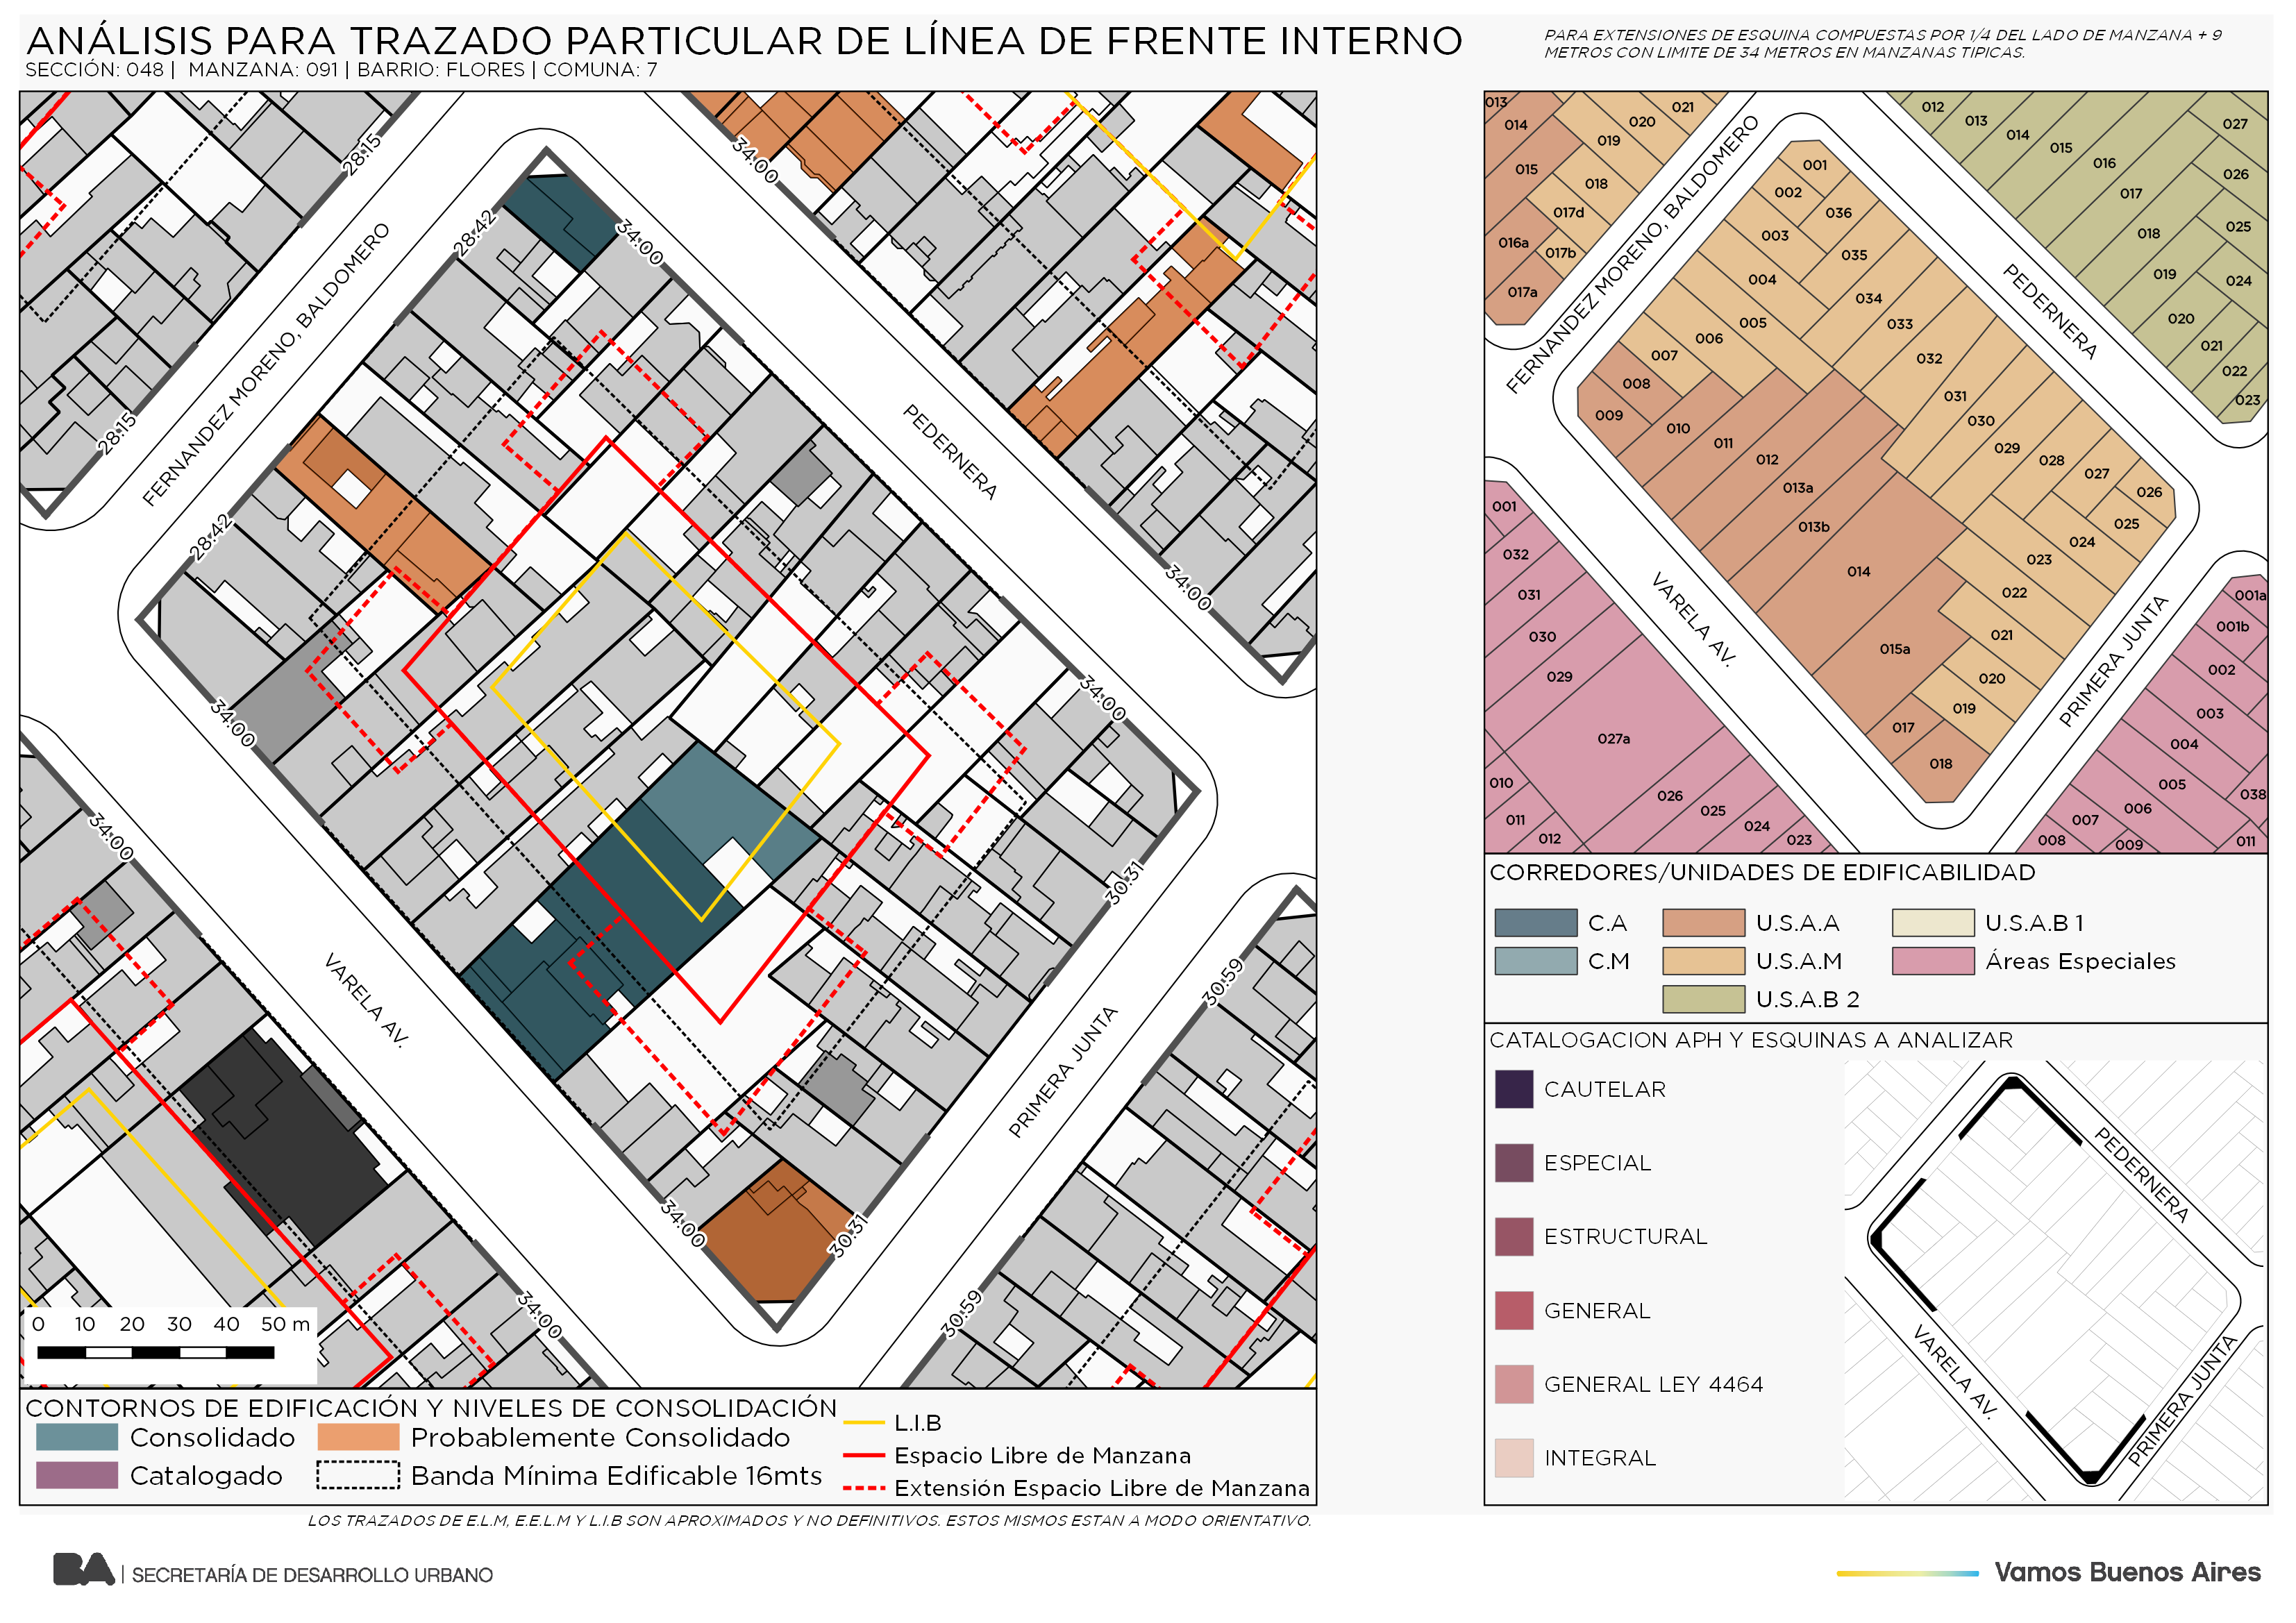 ANÁLISIS PARA TRAZADO PARTICULAR DE LÍNEA DE FRENTE INTERNO
SECCIÓN: 048 | MANZANA: 091 | BARRIO: FLORES | COMUNA: 7
PARA EXTENSIONES DE ESQUINA COMPUESTAS POR 1/4 DEL LADO DE MANZANA + 9
METROS CON LIMITE DE 34 METROS EN MANZANAS TIPICAS.
28.15
34.00
28.42
34.00
FERNANDEZ MORENO, BALDOMERO
28.15
PEDERNERA
28.42
34.00
34.00
34.00
34.00
30.31
VARELA AV.
30.59
PRIMERA JUNTA
34.00
30.31
34.00
30.59
0 10 20 30 40 50 m
CONTORNOS DE EDIFICACIÓN Y NIVELES DE CONSOLIDACIÓN
Consolidado
Probablemente Consolidado
Catalogado
Banda Mínima Edificable 16mts
L.I.B
Espacio Libre de Manzana
Extensión Espacio Libre de Manzana
LOS TRAZADOS DE E.L.M, E.E.L.M Y L.I.B SON APROXIMADOS Y NO DEFINITIVOS. ESTOS MISMOS ESTAN A MODO ORIENTATIVO.
013
014
015
016a
017a
017b
017d
018
019
020
021
FERNANDEZ MORENO, BALDOMERO
012
013
014
015
016
017
018
019
020
021
022
023
024
025
026
027
PEDERNERA
001
002
003
004
005
006
007
008
009
010
011
012
013a
013b
014
015a
017
018
019
020
021
022
023
024
025
026
027
028
029
030
031
032
033
034
035
036
VARELA AV.
PRIMERA JUNTA
001
032
031
030
029
027a
010
011
012
026
025
024
023
001a
001b
002
003
004
005
006
007
008
009
038
011
CORREDORES/UNIDADES DE EDIFICABILIDAD
C.A
U.S.A.A
U.S.A.B 1
C.M
U.S.A.M
Áreas Especiales
U.S.A.B 2
CATALOGACION APH Y ESQUINAS A ANALIZAR
CAUTELAR
ESPECIAL
ESTRUCTURAL
GENERAL
GENERAL LEY 4464
INTEGRAL
PEDERNERA
VARELA AV.
PRIMERA JUNTA
BA | SECRETARÍA DE DESARROLLO URBANO
Vamos Buenos Aires